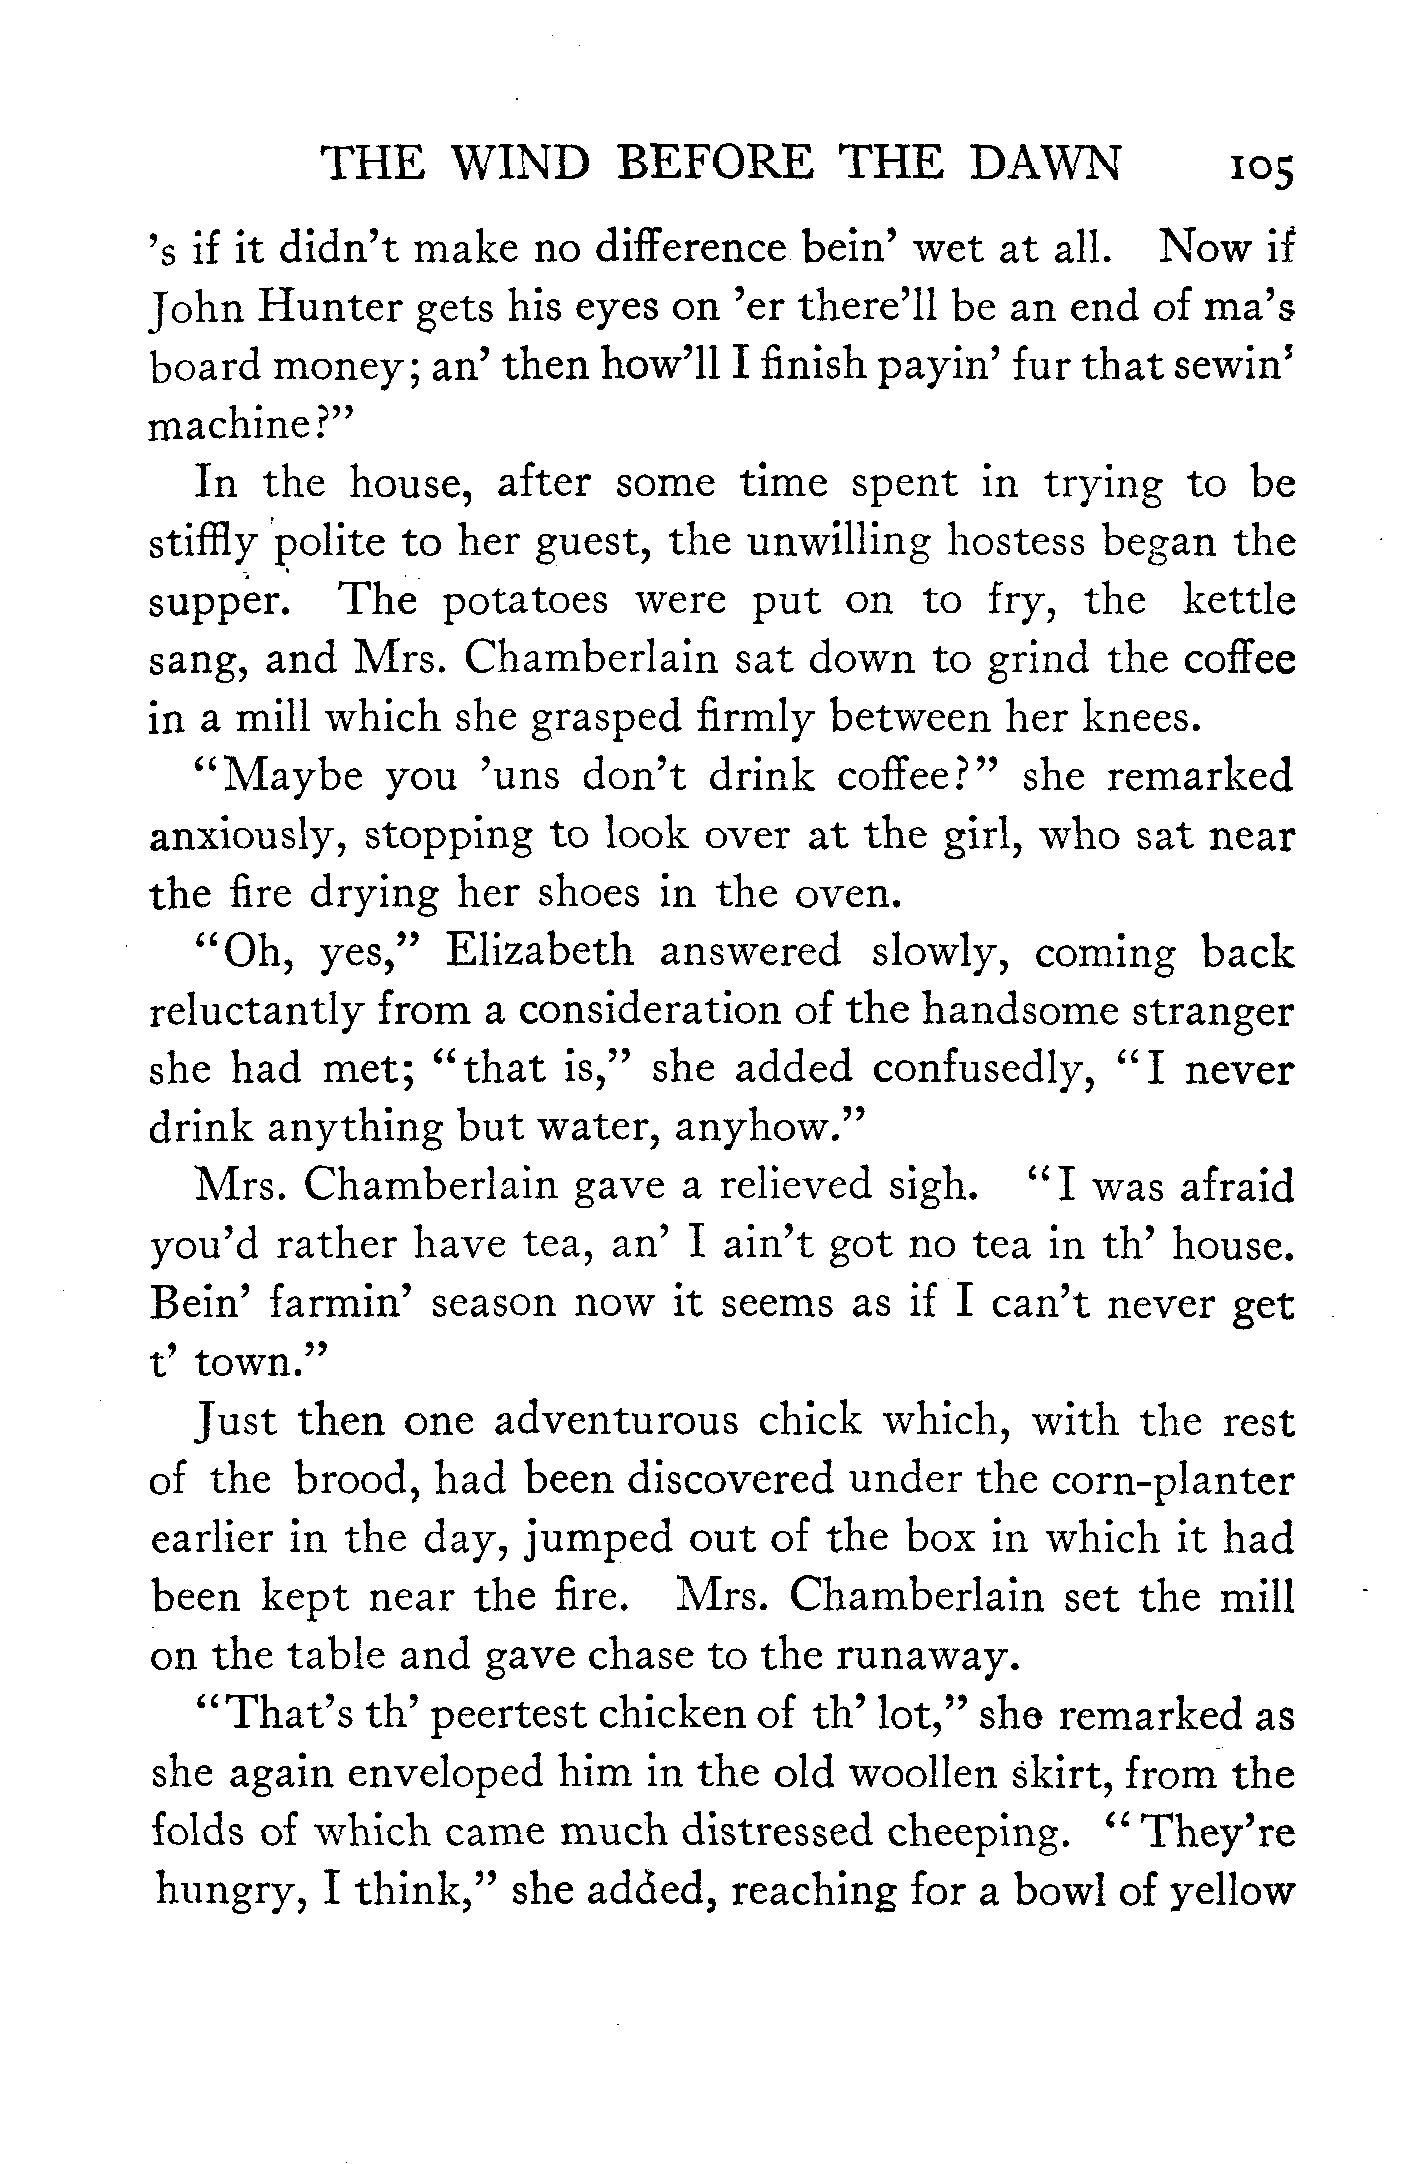 THE WIND BEFORE THE DAWN 105
’s if it didn’t make no difference bein’ wet at all. Now if
John Hunter gets his eyes on ’er there’ll be an end of ma’s
board money; an’ then how’ll I finish payin’ fur that sewin’
machine?”
In the house, after some time spent in trying to be
stiffly polite to her guest, the unwilling hostess began the
supper. The potatoes were put on to fry, the kettle
sang, and Mrs. Chamberlain sat down to grind the coffee
in a mill which she grasped firmly between her knees.
“Maybe you ’uns don’t drink coffee?” she remarked
anxiously, stopping to look over at the girl, who sat near
the fire drying her shoes in the oven.
“Oh, yes,” Elizabeth answered slowly, coming back
reluctantly from a consideration of the handsome stranger
she had met; “that is,” she added confusedly, “I never
drink anything but water, anyhow.”
Mrs. Chamberlain gave a relieved sigh. “I was afraid
you’d rather have tea, an’ I ain’t got no tea in th’ house.
Bein’ farmin’ season now it seems as if I can’t never get
t’ town.”
Just then one adventurous chick which, with the rest
of the brood, had been discovered under the corn-planter
earlier in the day, jumped out of the box in which it had
been kept near the fire. Mrs. Chamberlain set the mill
on the table and gave chase to the runaway.
“That’s th’ peertest chicken of th’ lot,” she remarked as
she again enveloped him in the old woollen skirt, from the
folds of which came much distressed cheeping. “They’re
hungry, I think,” she added, reaching for a bowl of yellow